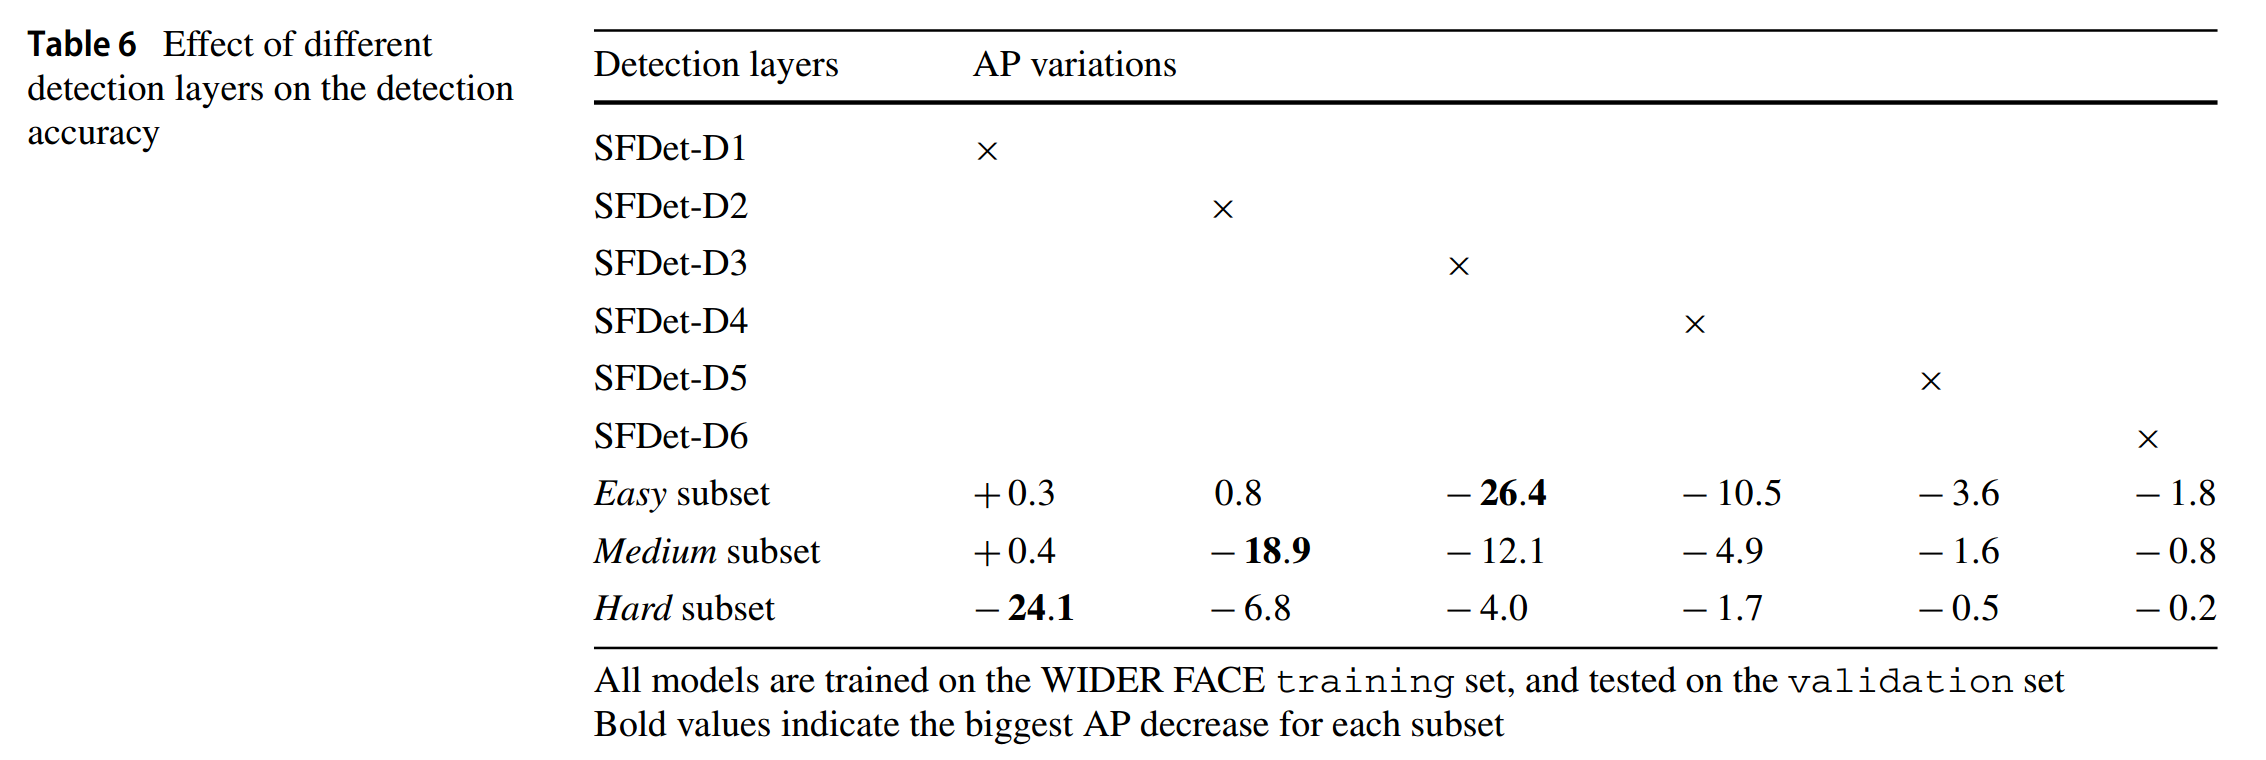 Table 6 Effect of different
detection layers on the detection
accuracy
Detection layers AP variations
SFDet-D1 ×
SFDet-D2 ×
SFDet-D3 ×
SFDet-D4 ×
SFDet-D5 ×
SFDet-D6 ×
Easy subset +0.3 0.8 −26.4 −10.5 −3.6 −1.8
Medium subset +0.4 −18.9 −12.1 −4.9 −1.6 −0.8
Hard subset −24.1 −6.8 −4.0 −1.7 −0.5 −0.2
All models are trained on the WIDER FACE training set, and tested on the validation set
Bold values indicate the biggest AP decrease for each subset